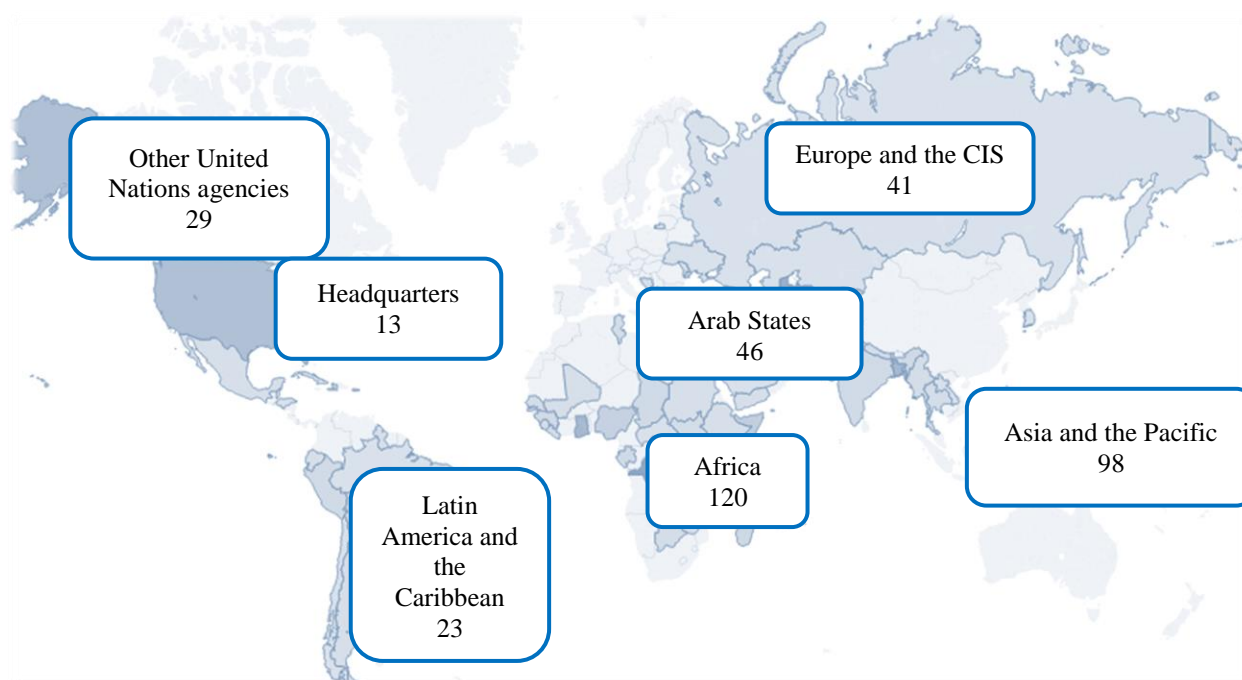 Other United
Nations agencies
29
Europe and the CIS
41
Headquarters
13
Arab States
46
Asia and the Pacific
98
Africa
120
Latin
America and
the
Caribbean
23